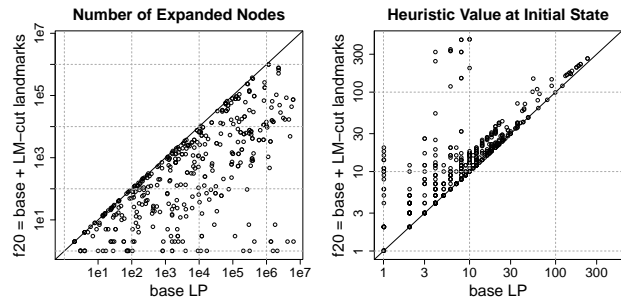 Number of Expanded Nodes
f20 = base + LM−cut landmarks
1e7
1e5
1e3
1e1
1e1
1e2
1e3
1e4
1e5
1e6
1e7
base LP
Heuristic Value at Initial State
f20 = base + LM−cut landmarks
300
100
30
10
3
1
1
3
10
30
100
300
base LP